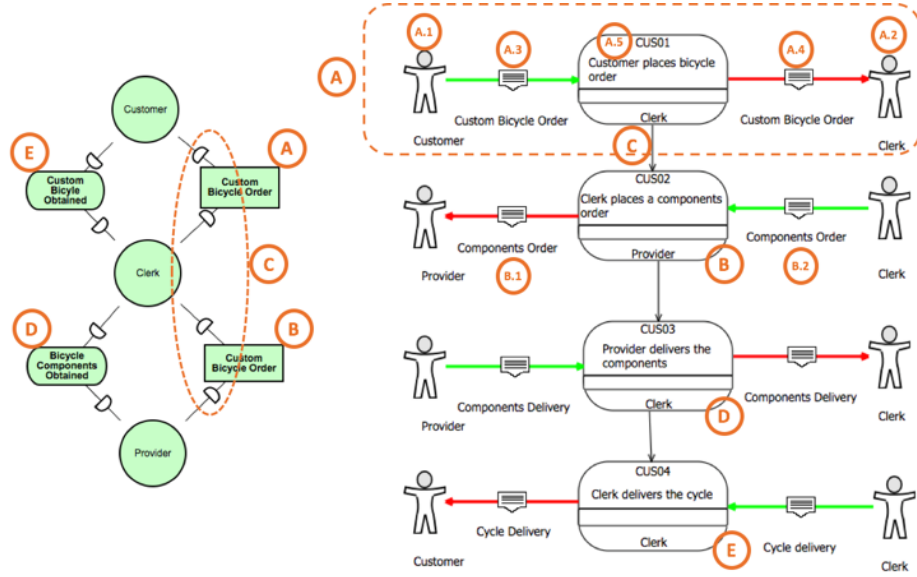 Customer
E
A
Custom
Bicyle
Obtained
Custom
Bicycle Order
Clerk
C
D
B
Bicycle
Components
Obtained
Custom
Bicycle Order
Provider
A
A.1
A.3
A.5
CUS01
A.4
A.2
Customer places bicycle
order
Custom Bicycle Order
Clerk
Custom Bicycle Order
Customer
C
Clerk
CUS02
Clerk places a components
order
Components Order
Components Order
Provider
Provider
B
Clerk
B.1
B.2
CUS03
Provider delivers the
components
Components Delivery
Clerk
Components Delivery
Provider
D
Clerk
CUS04
Clerk delivers the cycle
Cycle Delivery
Clerk
Cycle delivery
Customer
E
Clerk